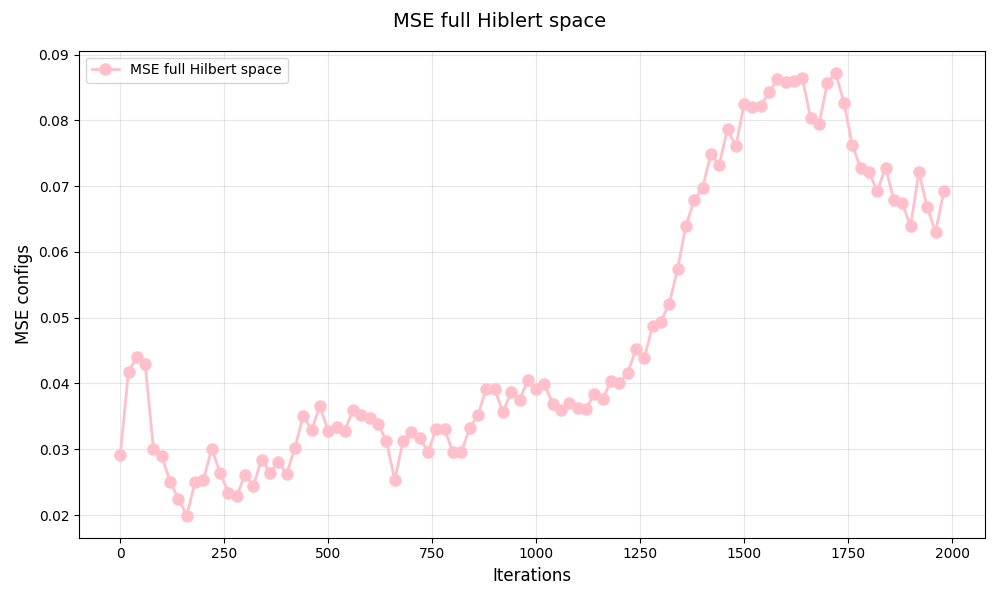 MSE full Hiblert space
MSE full Hilbert space
0.09
0.08
0.07
0.06
0.05
0.04
0.03
0.02
MSE configs
0 250 500 750 1000 1250 1500 1750 2000
Iterations